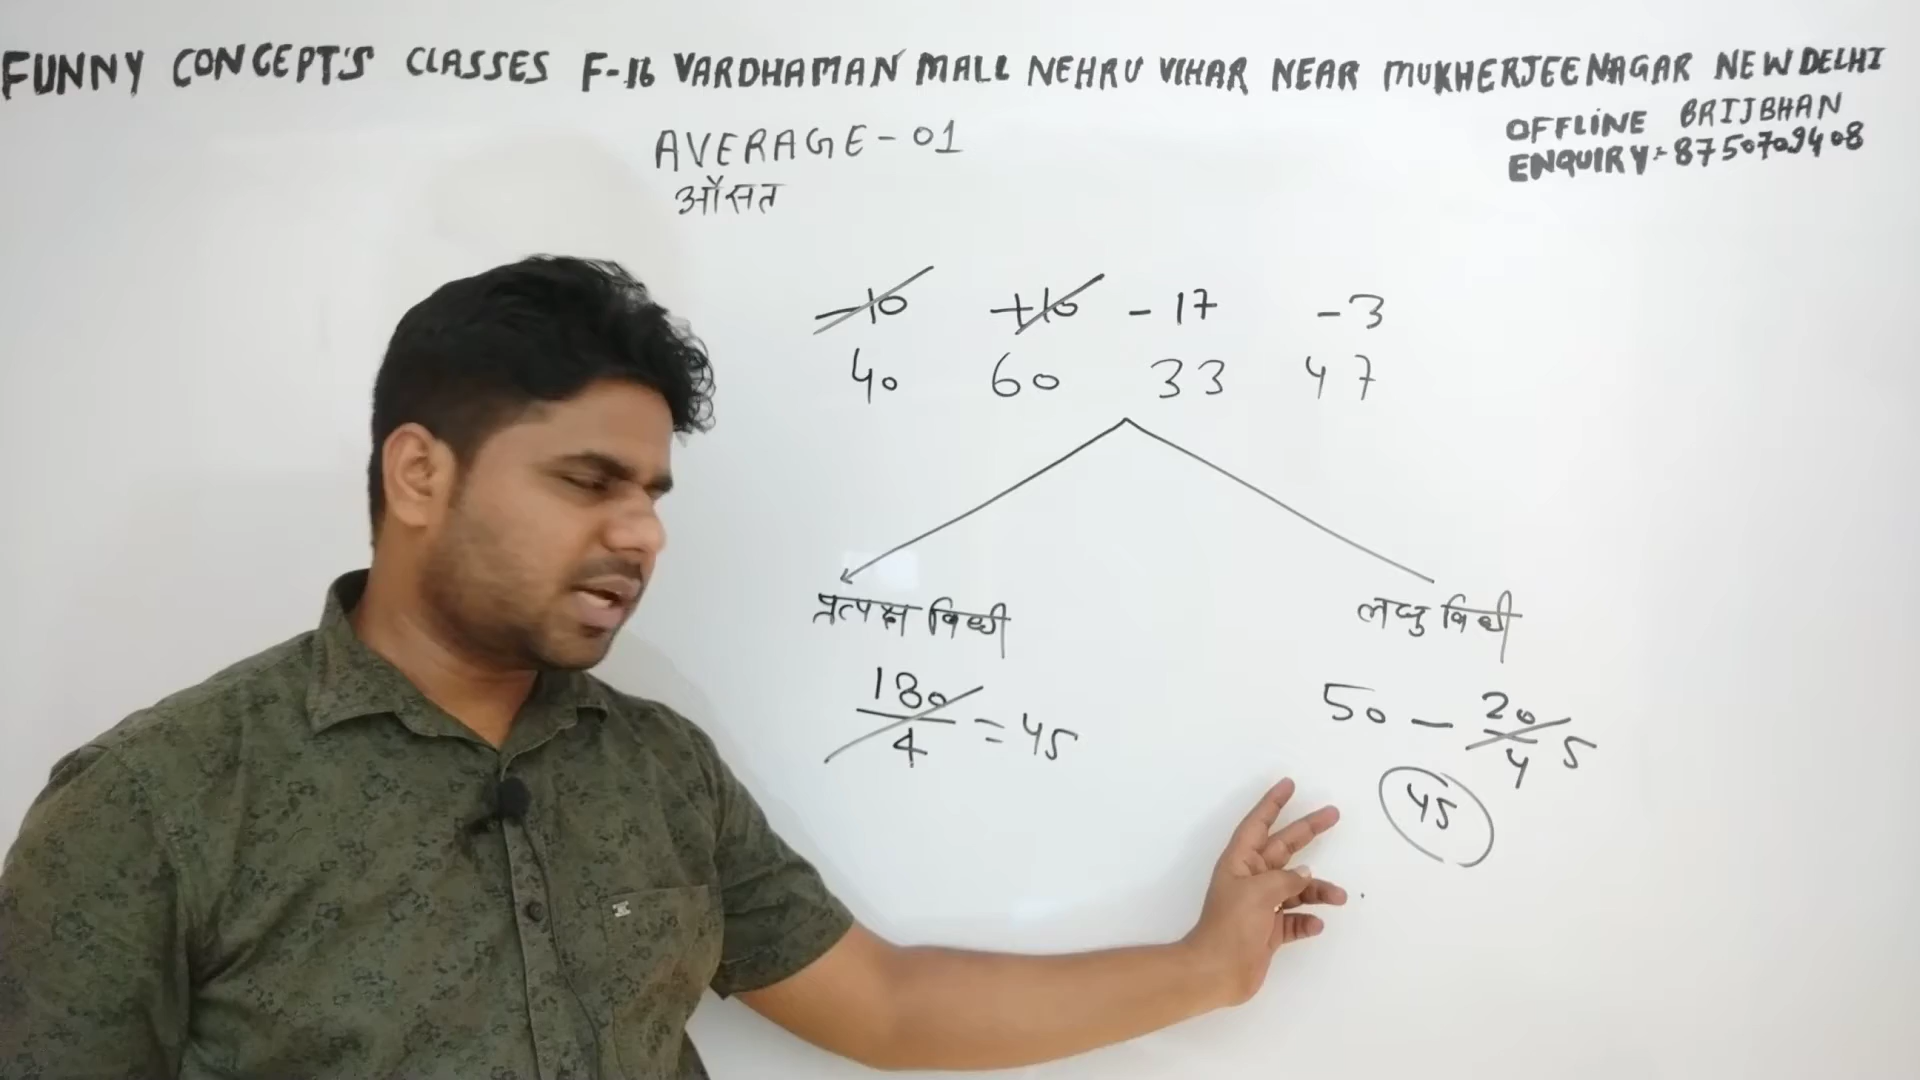 FUNNY CONCEPT'S CLASSES F-16 VARDHAMAN MALL NEHRU VIHAR NEAR MUKHERJEENAGAR NEW DELHI
OFFLINE BRIJBHAN
ENQUIRY:- 8750709408
AVERAGE-01
औसत
-10 +10 -17 -3
40 60 33 47
प्रत्यक्ष विधी लघु विधी
180/4 = 45
50 - 20/4 5
45